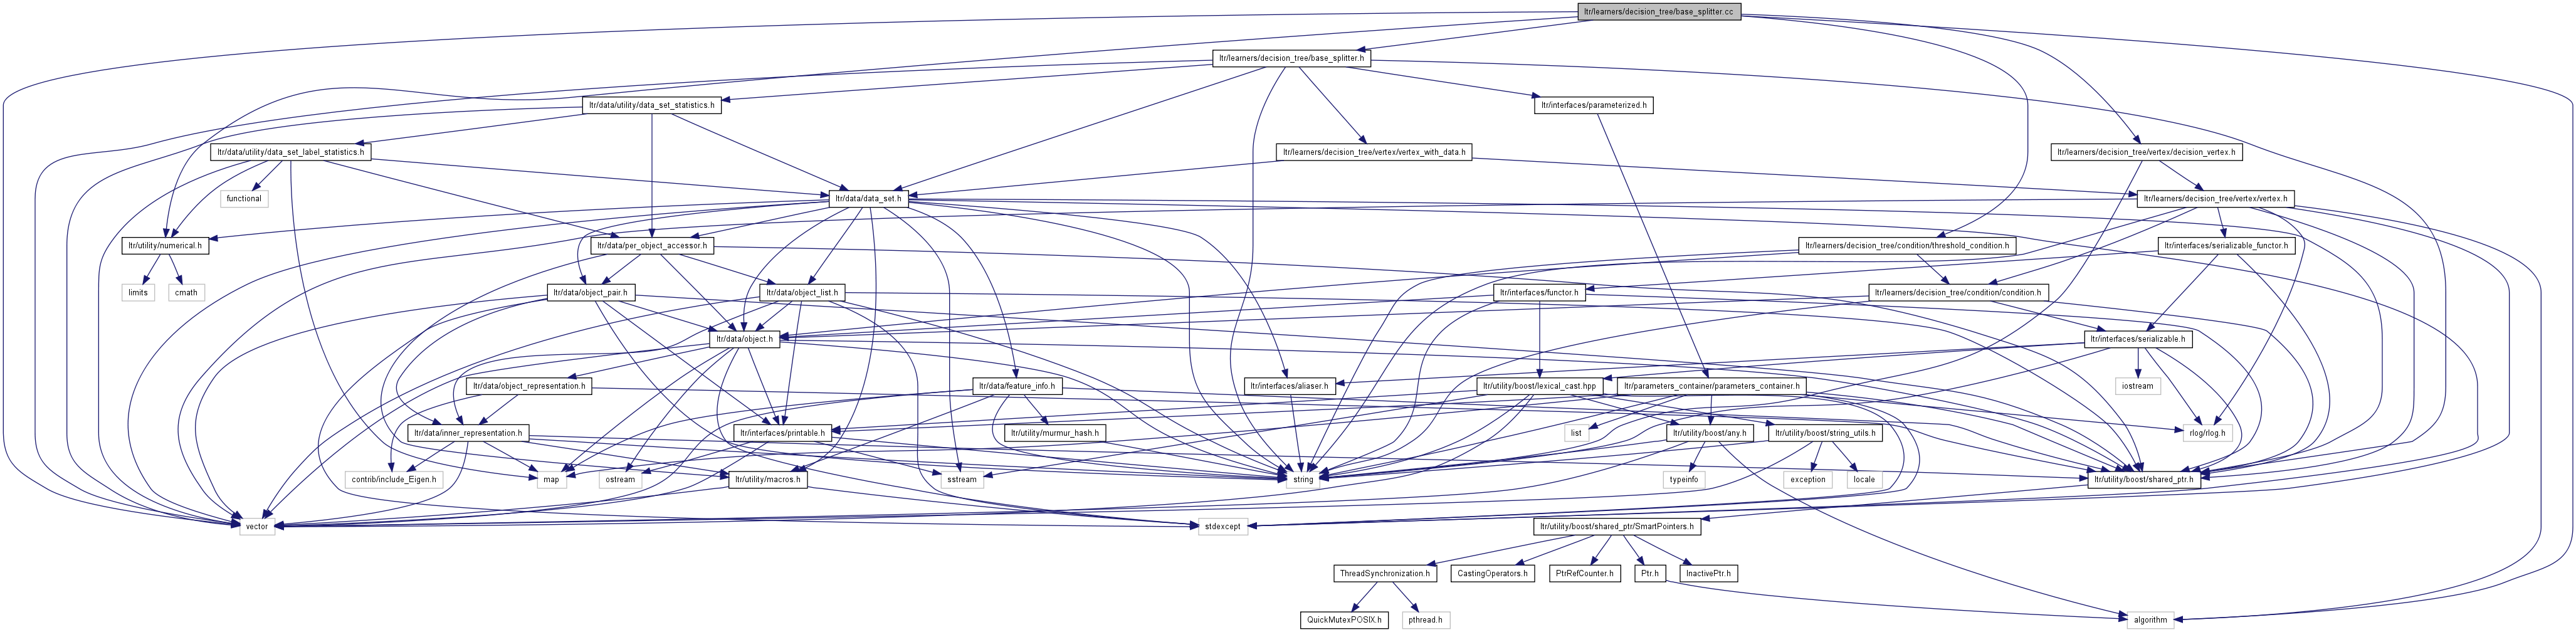 ltr/learners/decision_tree/base_splitter.cc
ltr/learners/decision_tree/base_splitter.h
ltr/data/utility/data_set_statistics.h
ltr/interfaces/parameterized.h
ltr/data/utility/data_set_label_statistics.h
ltr/learners/decision_tree/vertex/vertex_with_data.h
ltr/learners/decision_tree/vertex/decision_vertex.h
functional
ltr/data/data_set.h
ltr/learners/decision_tree/vertex/vertex.h
ltr/utility/numerical.h
ltr/data/per_object_accessor.h
ltr/learners/decision_tree/condition/threshold_condition.h
ltr/interfaces/serializable_functor.h
limits
cmath
ltr/data/object_pair.h
ltr/data/object_list.h
ltr/interfaces/functor.h
ltr/learners/decision_tree/condition/condition.h
ltr/data/object.h
ltr/interfaces/serializable.h
ltr/data/object_representation.h
ltr/data/feature_info.h
ltr/interfaces/aliaser.h
ltr/utility/boost/lexical_cast.hpp
ltr/parameters_container/parameters_container.h
iostream
ltr/data/inner_representation.h
ltr/interfaces/printable.h
ltr/utility/murmur_hash.h
list
ltr/utility/boost/any.h
ltr/utility/boost/string_utils.h
rlog/rlog.h
contrib/include_Eigen.h
map
ostream
ltr/utility/macros.h
sstream
string
typeinfo
exception
locale
ltr/utility/boost/shared_ptr.h
vector
stdexcept
ltr/utility/boost/shared_ptr/SmartPointers.h
ThreadSynchronization.h
CastingOperators.h
PtrRefCounter.h
Ptr.h
InactivePtr.h
QuickMutexPOSIX.h
pthread.h
algorithm